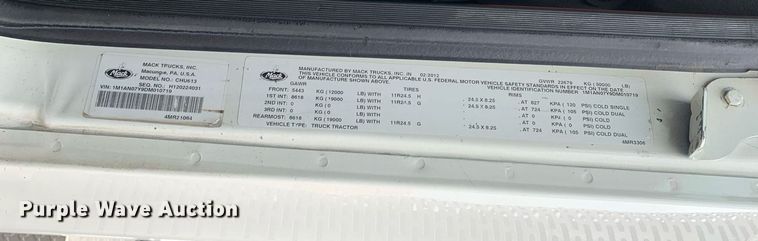 Mack
MACK TRUCKS, INC.
Macungie, PA. U.S.A.
MODEL NO.: CHU613
SEQ. NO.: H120224931
VIN: 1M1AN07Y9DM010719
4MR21064
Mack
MANUFACTURED BY MACK TRUCKS, INC. IN 02/2012 GVWR 22679 KG (50000 LB)
THIS VEHICLE CONFORMS TO ALL APPLICABLE U.S. FEDERAL MOTOR VEHICLE SAFETY STANDARDS IN EFFECT ON THE DATE
OF MANUFACTURE SHOWN ABOVE. VEHICLE IDENTIFICATION NUMBER: 1M1AN07Y9DM010719
GAWR TIRES RIMS
FRONT: 5443 KG (12000 LB) WITH 11R24.5 H , 24.5 X 8.25 , AT 827 KPA (120 PSI) COLD SINGLE
1ST INT: 8618 KG (19000 LB) WITH 11R24.5 G , 24.5 X 8.25 , AT 724 KPA (105 PSI) COLD DUAL
2ND INT: 0 KG (0 LB) WITH , AT 0 KPA (0 PSI) COLD
3RD INT: 0 KG (0 LB) WITH , AT 0 KPA (0 PSI) COLD
REARMOST: 8618 KG (19000 LB) WITH 11R24.5 G , 24.5 X 8.25 , AT 724 KPA (105 PSI) COLD DUAL
VEHICLE TYPE: TRUCK TRACTOR
4MR3306
Purple Wave Auction